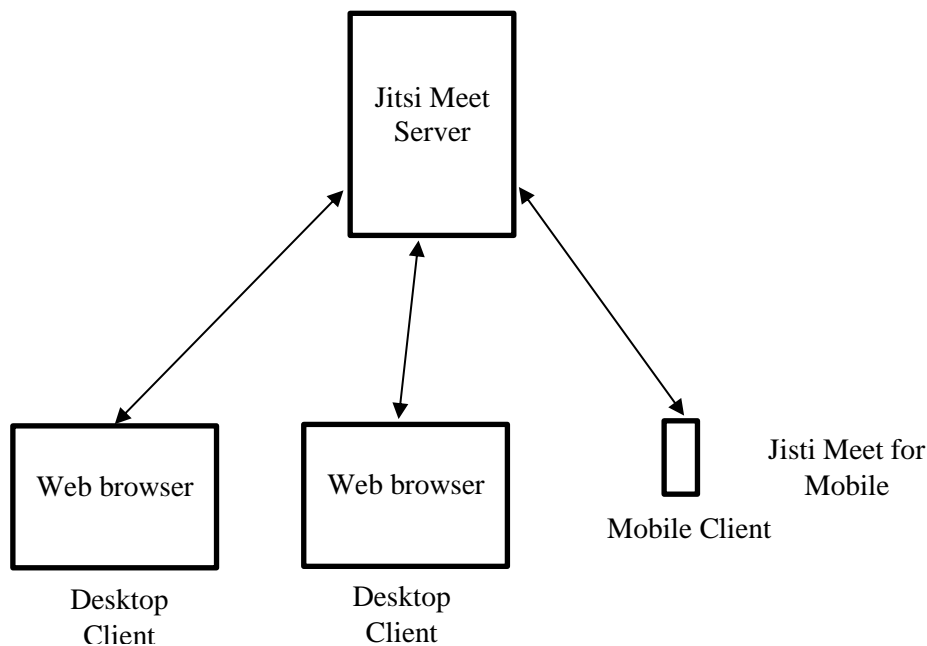 Jitsi Meet
Server
Web browser
Web browser
Jisti Meet for
Mobile
Mobile Client
Desktop
Client
Desktop
Client